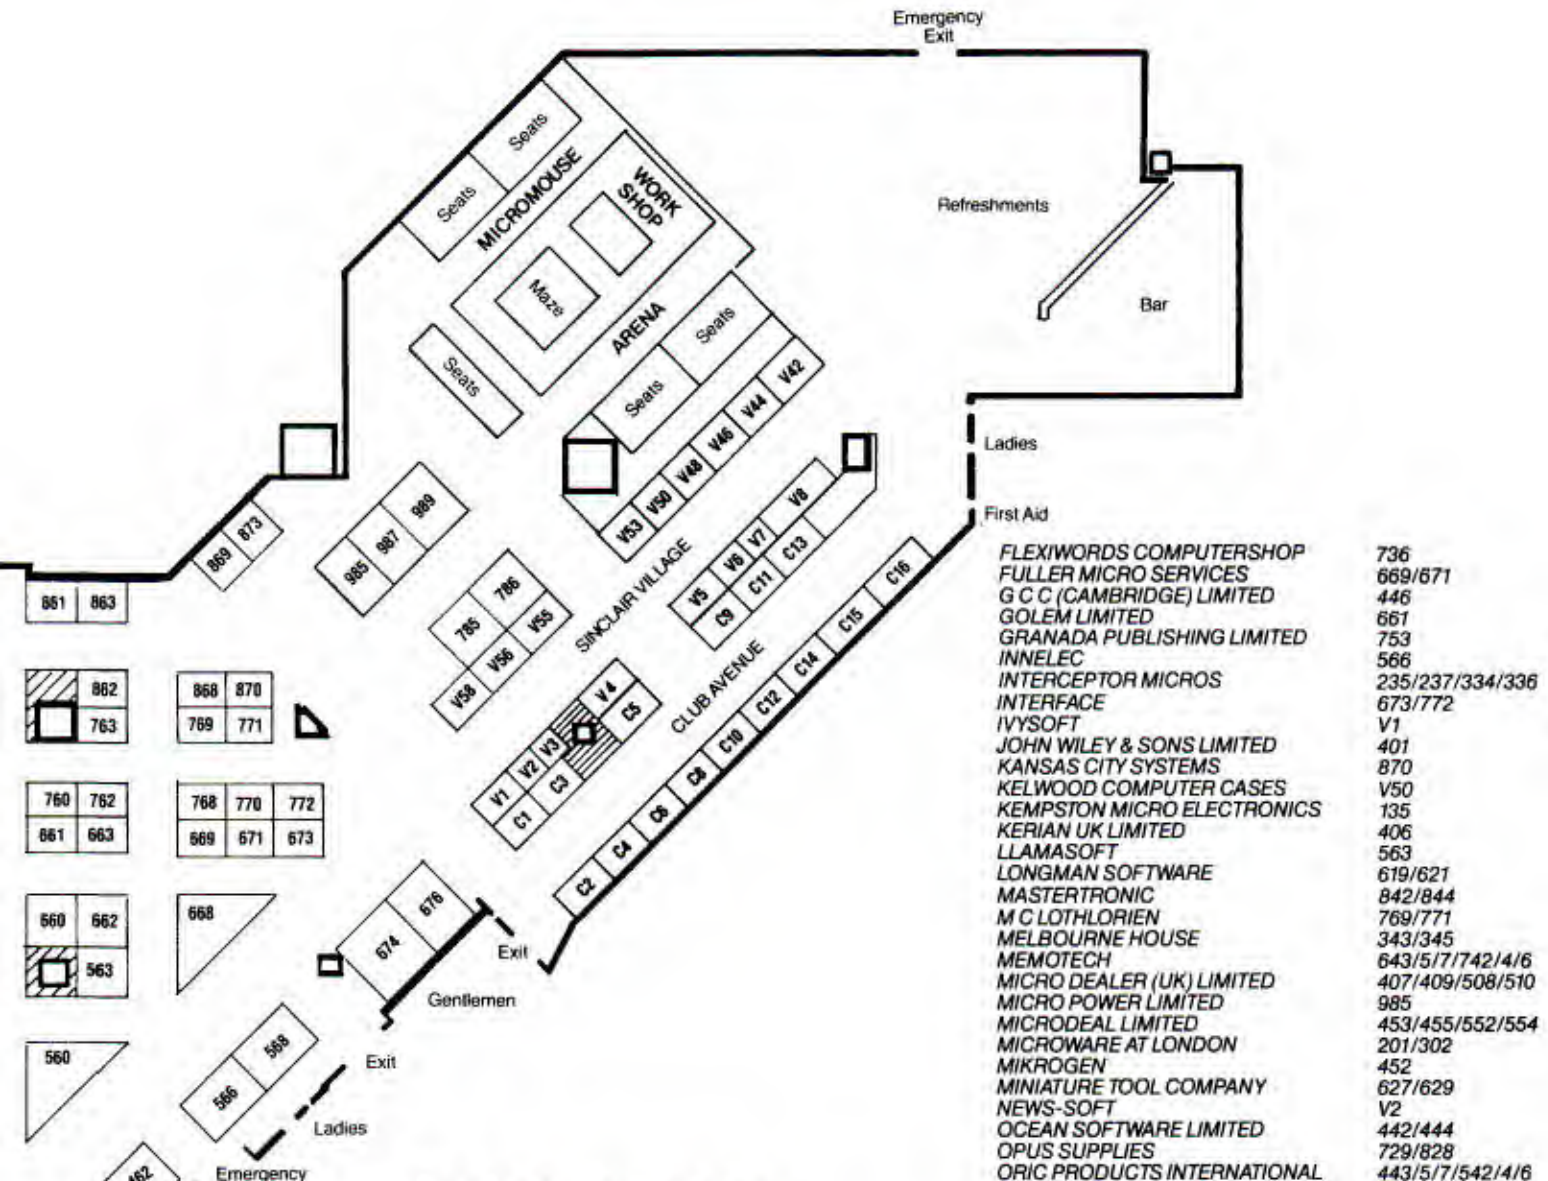 Emergency
Exit
Seats
Seats
MICROMOUSE
WORK
SHOP
Maze
Refreshments
Bar
ARENA
Seats
Seats
Seats
V42
V44
V46
V48
V50
V53
Ladies
First Aid
989
987
985
873
869
861 863
786
785
V55
V56
V58
SINCLAIR VILLAGE
V8
V7
V6
V5
C13
C11
C9
C16
C15
C14
C12
C10
C8
C6
C4
C2
CLUB AVENUE
V4
V3
V2
V1
C5
C3
C1
862
763
868 870
769 771
760 762
661 663
768 770 772
669 671 673
660 662
563
668
676
674
Exit
Gentlemen
560
568
566
Exit
Ladies
Emergency
462
FLEXIWORDS COMPUTERSHOP 736
FULLER MICRO SERVICES 669/671
G C C (CAMBRIDGE) LIMITED 446
GOLEM LIMITED 661
GRANADA PUBLISHING LIMITED 753
INNELEC 566
INTERCEPTOR MICROS 235/237/334/336
INTERFACE 673/772
IVYSOFT V1
JOHN WILEY & SONS LIMITED 401
KANSAS CITY SYSTEMS 870
KELWOOD COMPUTER CASES V50
KEMPSTON MICRO ELECTRONICS 135
KERIAN UK LIMITED 406
LLAMASOFT 563
LONGMAN SOFTWARE 619/621
MASTERTRONIC 842/844
M C LOTHLORIEN 769/771
MELBOURNE HOUSE 343/345
MEMOTECH 643/5/7/742/4/6
MICRO DEALER (UK) LIMITED 407/409/508/510
MICRO POWER LIMITED 985
MICRODEAL LIMITED 453/455/552/554
MICROWARE AT LONDON 201/302
MIKROGEN 452
MINIATURE TOOL COMPANY 627/629
NEWS-SOFT V2
OCEAN SOFTWARE LIMITED 442/444
OPUS SUPPLIES 729/828
ORIC PRODUCTS INTERNATIONAL 443/5/7/542/4/6